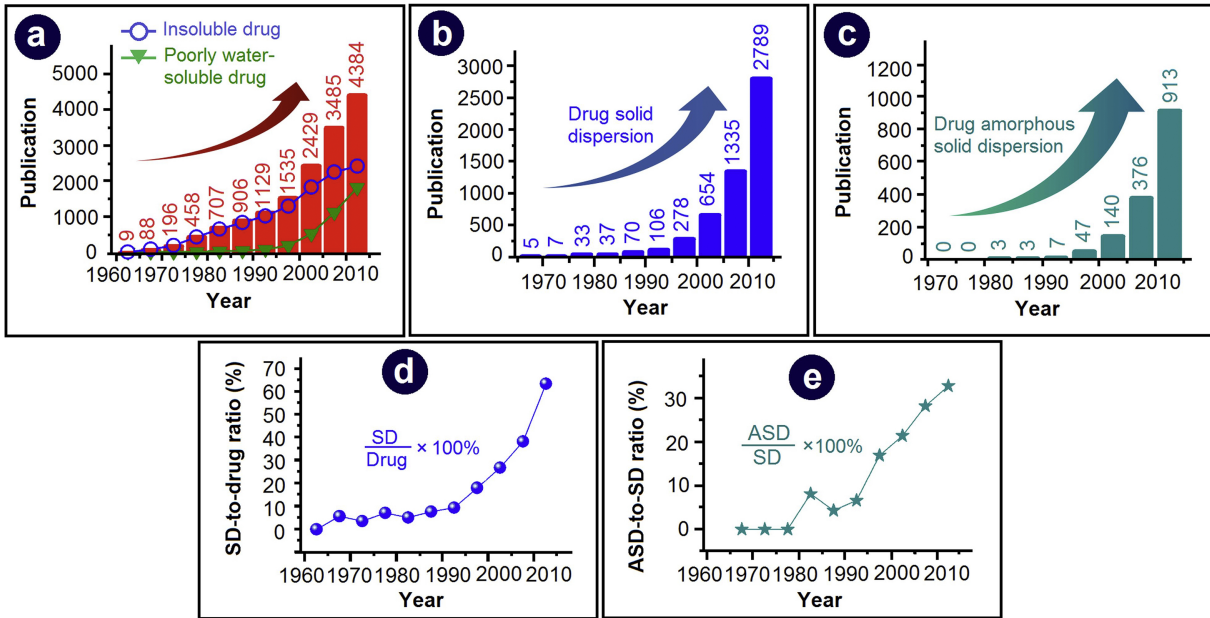 a
Insoluble drug
Poorly water-
soluble drug
Publication
5000
4000
3000
2000
1000
0
9
88
196
458
707
906
1129
1535
2429
3485
4384
1960 1970 1980 1990 2000 2010
Year
b
Drug solid
dispersion
Publication
3000
2500
2000
1500
1000
500
0
5
7
33
37
70
106
278
654
1335
2789
1970 1980 1990 2000 2010
Year
c
Drug amorphous
solid dispersion
Publication
1200
1000
800
600
400
200
0
0
0
3
3
7
47
140
376
913
1970 1980 1990 2000 2010
Year
d
SD-to-drug ratio (%)
70
60
50
40
30
20
10
0
SD
Drug
× 100%
1960 1970 1980 1990 2000 2010
Year
e
ASD-to-SD ratio (%)
30
20
10
0
ASD
SD
×100%
1960 1970 1980 1990 2000 2010
Year